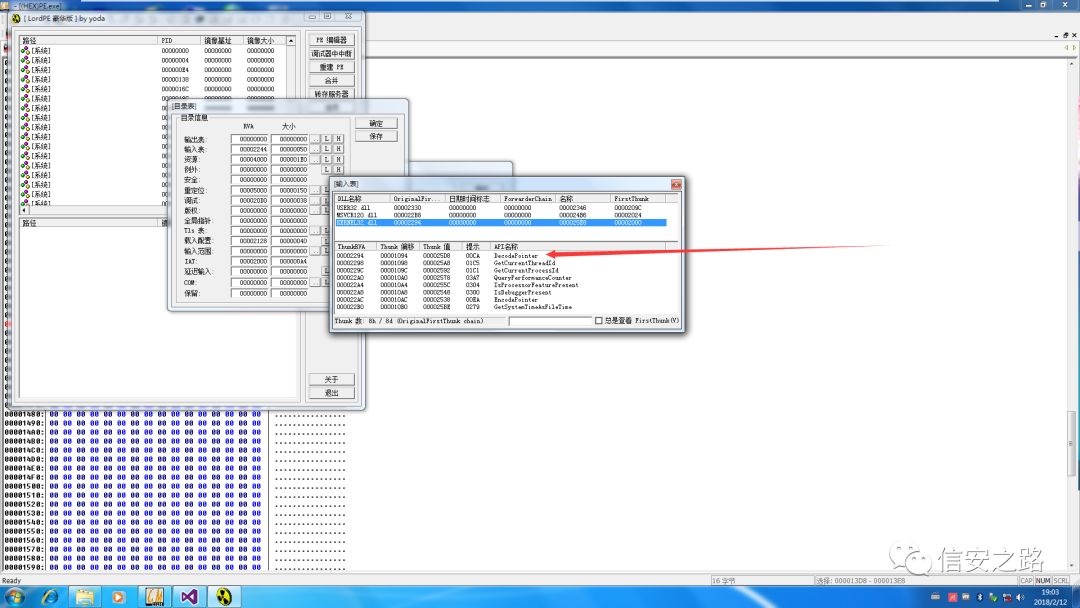 - [(HEX)PE.exe]
[ LordPE 豪华版 ] by yoda
路径 PID 镜像基址 镜像大小
[系统] 00000000 00000000 00000000
[系统] 00000004 00000000 00000000
[系统] 000000E4 00000000 00000000
[系统] 00000138 00000000 00000000
[系统] 0000016C 00000000 00000000
[系统]
[系统]
[系统]
[系统]
[系统]
[系统]
[系统]
[系统]
[系统]
[系统]
[系统]
[系统]
路径
PE 编辑器
调试器中中断
重建 PE
合并
转存服务器
关于
退出
[目录表]
目录信息
RVA 大小
输出表: 00000000 00000000 .. L H
输入表: 00002244 00000050 .. L H
资源: 00004000 000001E0 .. L H
例外: 00000000 00000000 L H
安全: 00000000 00000000
重定位: 00005000 00000150 .. L
调试: 000020B0 00000038 .. L
版权: 00000000 00000000 .. L
全局指针: 00000000 00000000
Tls 表: 00000000 00000000 .. L
载入配置: 00002128 00000040 L
输入范围: 00000000 00000000 .. L
IAT: 00002000 000000A4
延迟输入: 00000000 00000000 L
COM: 00000000 00000000 .. L
保留: 00000000 00000000
确定
保存
[输入表]
DLL名称 OriginalFir... 日期时间标志 ForwarderChain 名称 FirstThunk
USER32.dll 00002330 00000000 00000000 00002346 0000209C
MSVCR120.dll 000022B8 00000000 00000000 000024B6 00002024
KERNEL32.dll 00002294 00000000 00000000 000025E8 00002000
ThunkRVA Thunk 偏移 Thunk 值 提示 API名称
00002294 00001094 000025D8 00CA DecodePointer
00002298 00001098 000025A8 01C5 GetCurrentThreadId
0000229C 0000109C 00002592 01C1 GetCurrentProcessId
000022A0 000010A0 00002578 03A7 QueryPerformanceCounter
000022A4 000010A4 0000255C 0304 IsProcessorFeaturePresent
000022A8 000010A8 00002548 0300 IsDebuggerPresent
000022AC 000010AC 00002538 00EA EncodePointer
000022B0 000010B0 000025BE 0279 GetSystemTimeAsFileTime
Thunk 数: 8h / 8d (OriginalFirstThunk chain)
总是查看 FirstThunk(V)
00001480: 00 00 00 00 00 00 00 00 00 00 00 00 00 00 00 00 ................
00001490: 00 00 00 00 00 00 00 00 00 00 00 00 00 00 00 00 ................
000014A0: 00 00 00 00 00 00 00 00 00 00 00 00 00 00 00 00 ................
000014B0: 00 00 00 00 00 00 00 00 00 00 00 00 00 00 00 00 ................
000014C0: 00 00 00 00 00 00 00 00 00 00 00 00 00 00 00 00 ................
000014D0: 00 00 00 00 00 00 00 00 00 00 00 00 00 00 00 00 ................
000014E0: 00 00 00 00 00 00 00 00 00 00 00 00 00 00 00 00 ................
000014F0: 00 00 00 00 00 00 00 00 00 00 00 00 00 00 00 00 ................
00001500: 00 00 00 00 00 00 00 00 00 00 00 00 00 00 00 00 ................
00001510: 00 00 00 00 00 00 00 00 00 00 00 00 00 00 00 00 ................
00001520: 00 00 00 00 00 00 00 00 00 00 00 00 00 00 00 00 ................
00001530: 00 00 00 00 00 00 00 00 00 00 00 00 00 00 00 00 ................
00001540: 00 00 00 00 00 00 00 00 00 00 00 00 00 00 00 00 ................
00001550: 00 00 00 00 00 00 00 00 00 00 00 00 00 00 00 00 ................
00001560: 00 00 00 00 00 00 00 00 00 00 00 00 00 00 00 00 ................
00001570: 00 00 00 00 00 00 00 00 00 00 00 00 00 00 00 00 ................
00001580: 00 00 00 00 00 00 00 00 00 00 00 00 00 00 00 00 ................
00001590: 00 00 00 00 00 00 00 00 00 00 00 00 00 00 00 00 ................
信安之路
Ready
16 字节
选择: 000013D8 - 000013E8
CAP NUM SCRL
19:03
2018/2/12